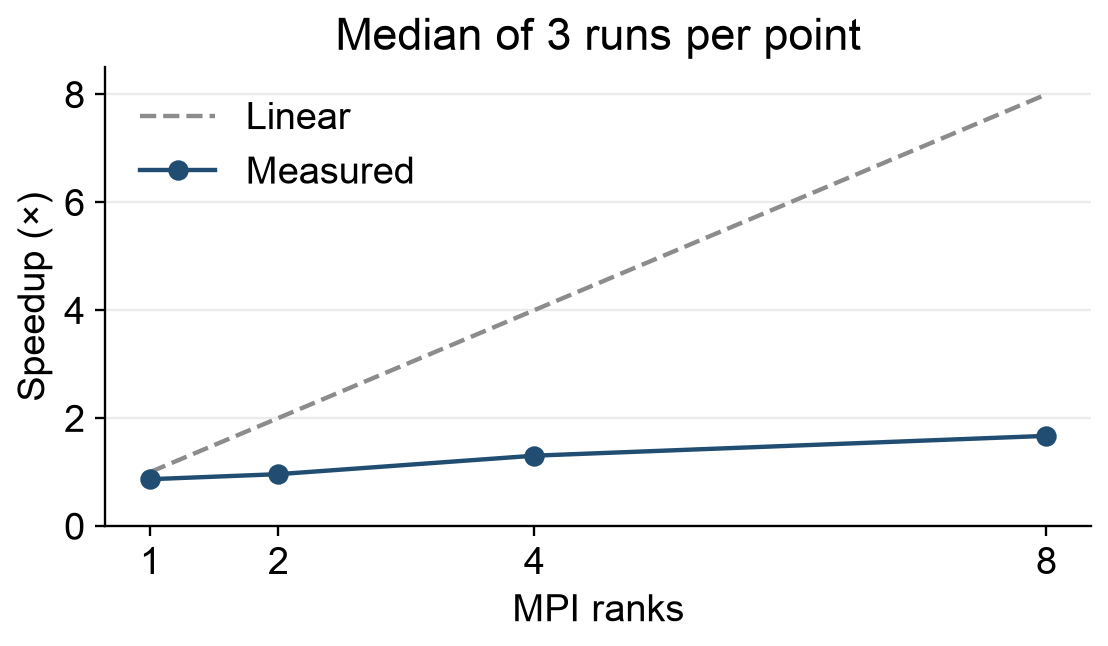 Median of 3 runs per point
Speedup (×)
8
6
4
2
0
Linear
Measured
1 2 4 8
MPI ranks